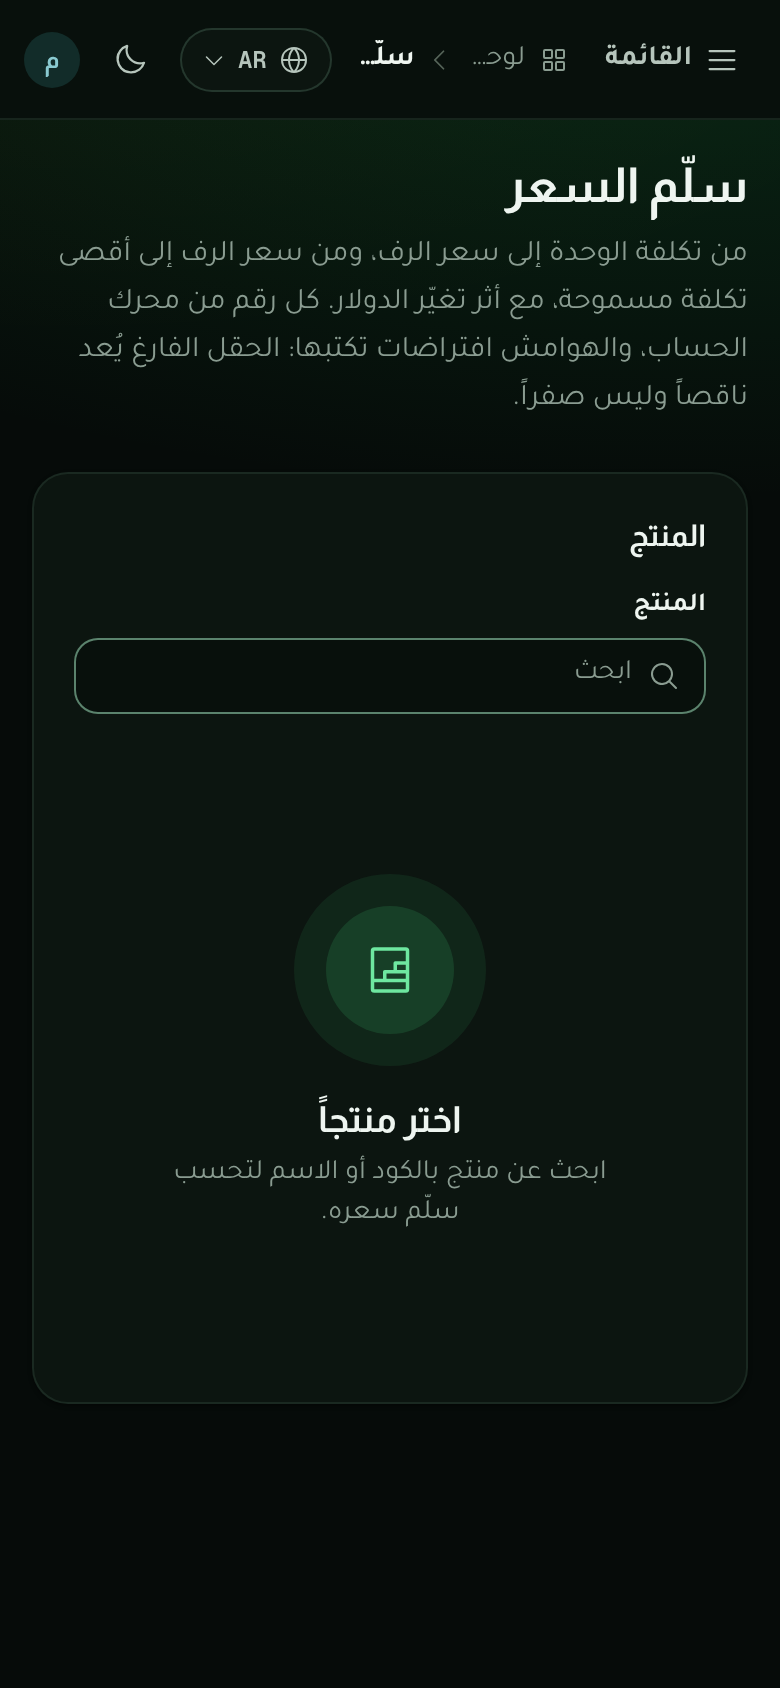 القائمة
لوحـ...
سلّـ...
AR
م
سلّم السعر
من تكلفة الوحدة إلى سعر الرف، ومن سعر الرف إلى أقصى
تكلفة مسموحة، مع أثر تغيّر الدولار. كل رقم من محرك
الحساب، والهوامش افتراضات تكتبها: الحقل الفارغ يُعد
ناقصاً وليس صفراً.
المنتج
المنتج
ابحث
اختر منتجاً
ابحث عن منتج بالكود أو الاسم لتحسب
سلّم سعره.